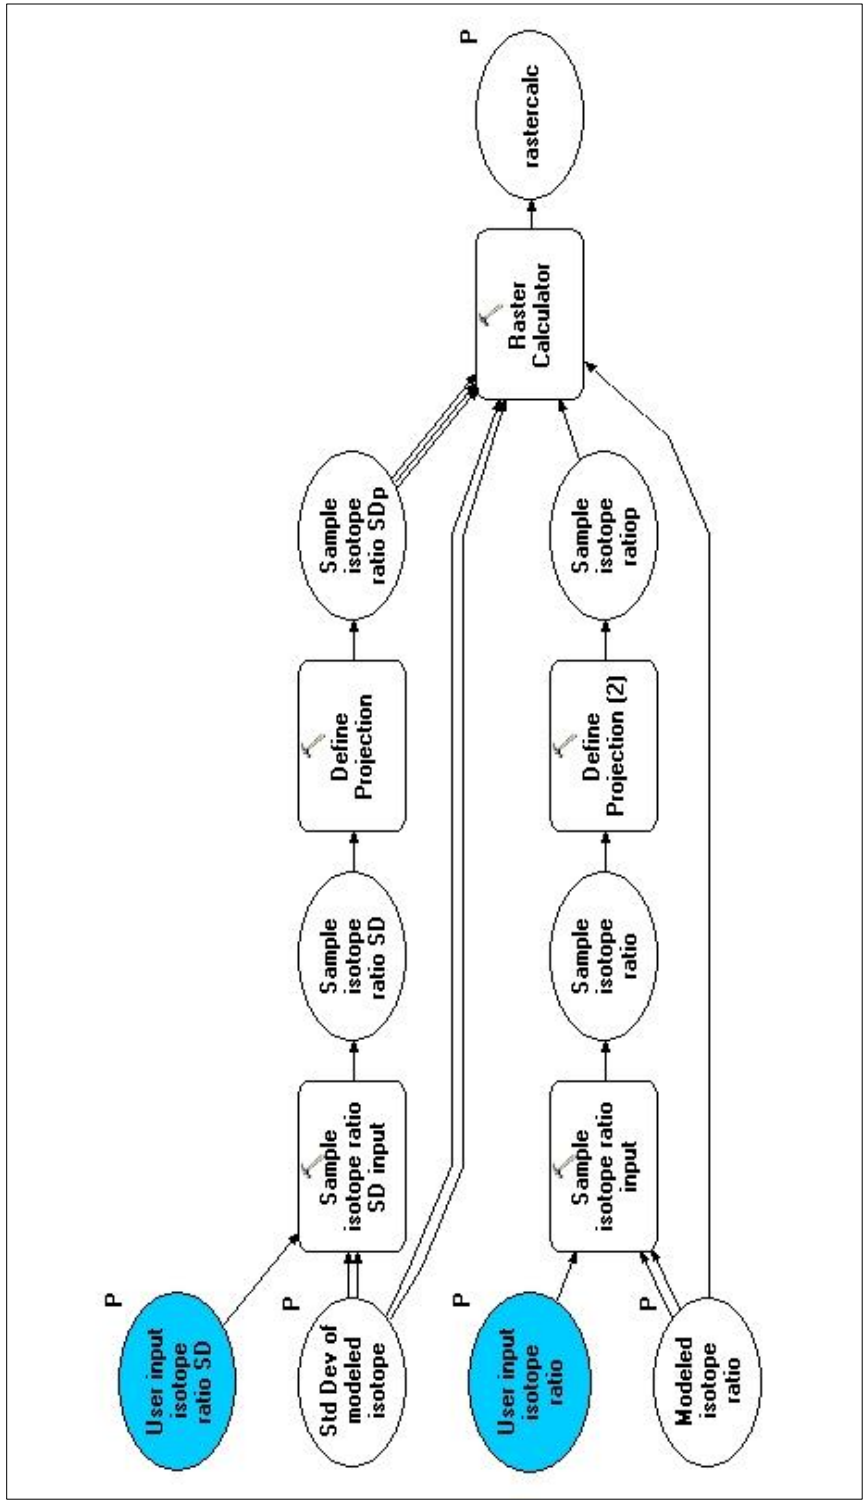 User input
isotope
ratio SD
P
Sample
isotope ratio
SD input
Sample
isotope
ratio SD
Define
Projection
Sample
isotope
ratio SDp
Std Dev of
modeled
isotope
P
Raster
Calculator
rastercalc
P
User input
isotope
ratio
P
Sample
isotope ratio
input
Sample
isotope
ratio
Define
Projection (2)
Sample
isotope
ratiop
Modeled
isotope
ratio
P